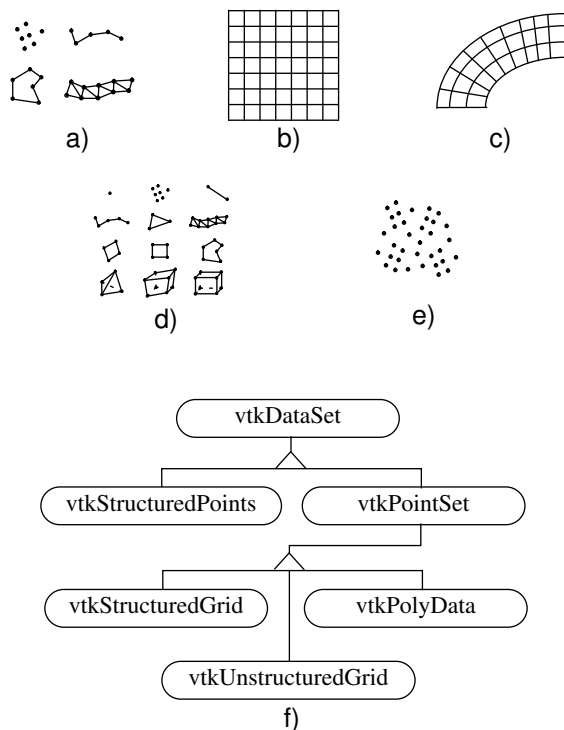 a)
b)
c)
d)
e)
vtkDataSet
vtkStructuredPoints
vtkPointSet
vtkStructuredGrid
vtkPolyData
vtkUnstructuredGrid
f)